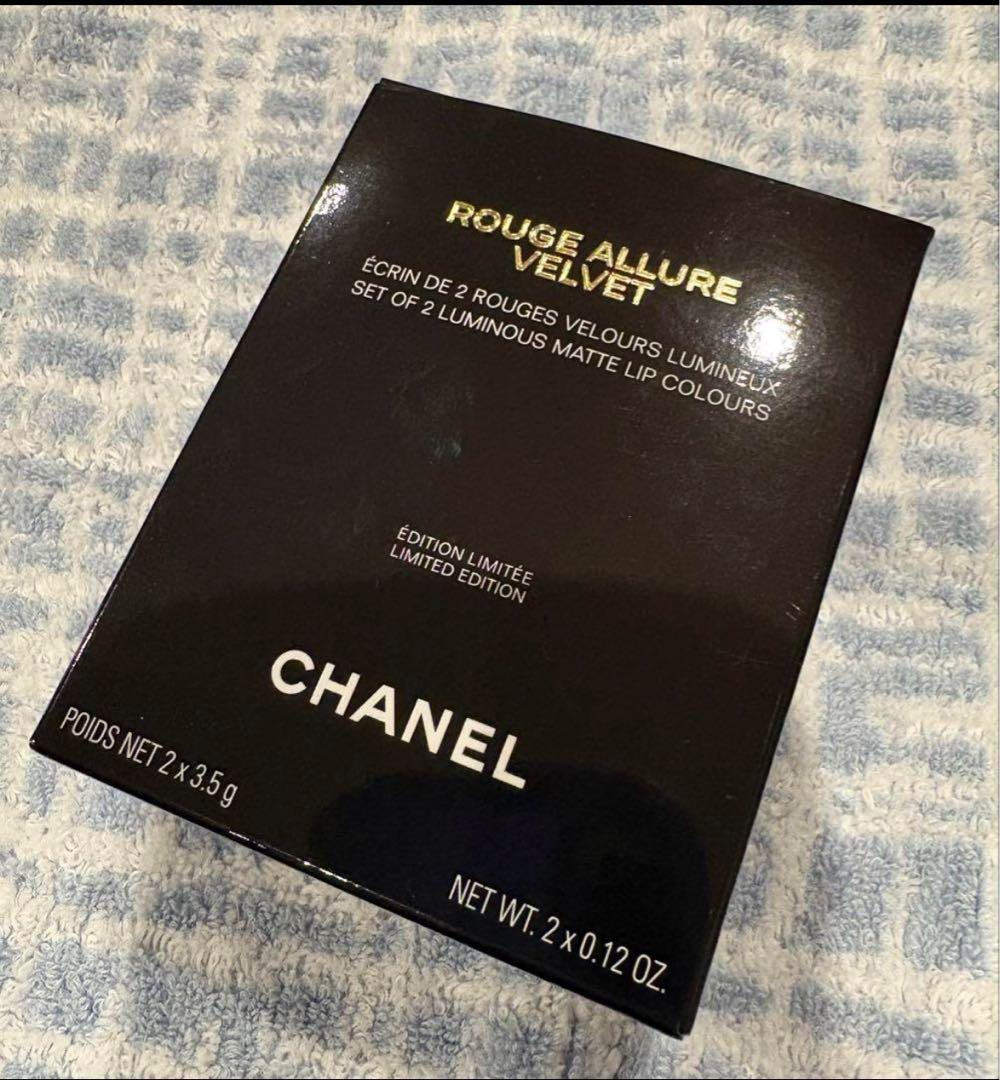 ROUGE ALLURE
VELVET
ÉCRIN DE 2 ROUGES VELOURS LUMINEUX
SET OF 2 LUMINOUS MATTE LIP COLOURS
ÉDITION LIMITÉE
LIMITED EDITION
CHANEL
POIDS NET 2 x 3.5 g
NET WT. 2 x 0.12 OZ.